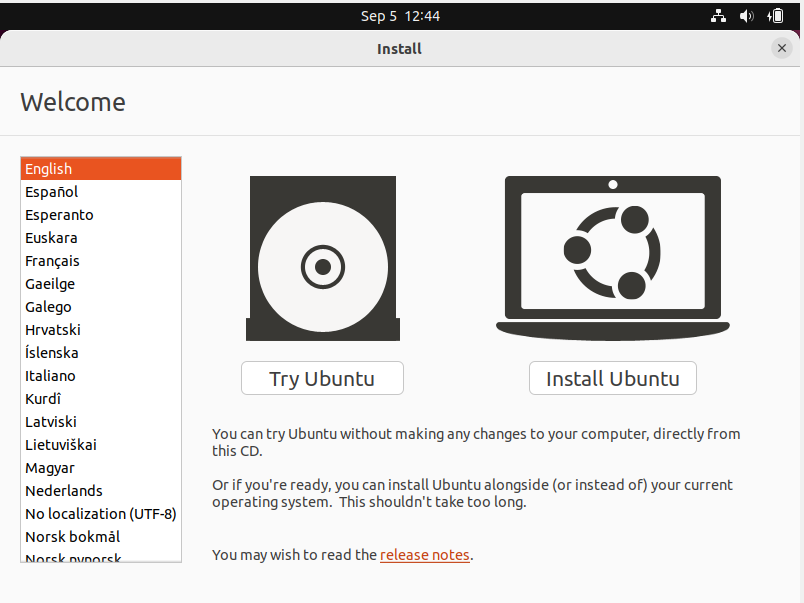 Sep 5 12:44
Install
Welcome
English
Español
Esperanto
Euskara
Français
Gaeilge
Galego
Hrvatski
Íslenska
Italiano
Kurdî
Latviski
Lietuviškai
Magyar
Nederlands
No localization (UTF-8)
Norsk bokmål
Norsk nynorsk
Try Ubuntu
Install Ubuntu
You can try Ubuntu without making any changes to your computer, directly from
this CD.
Or if you're ready, you can install Ubuntu alongside (or instead of) your current
operating system. This shouldn't take too long.
You may wish to read the release notes.